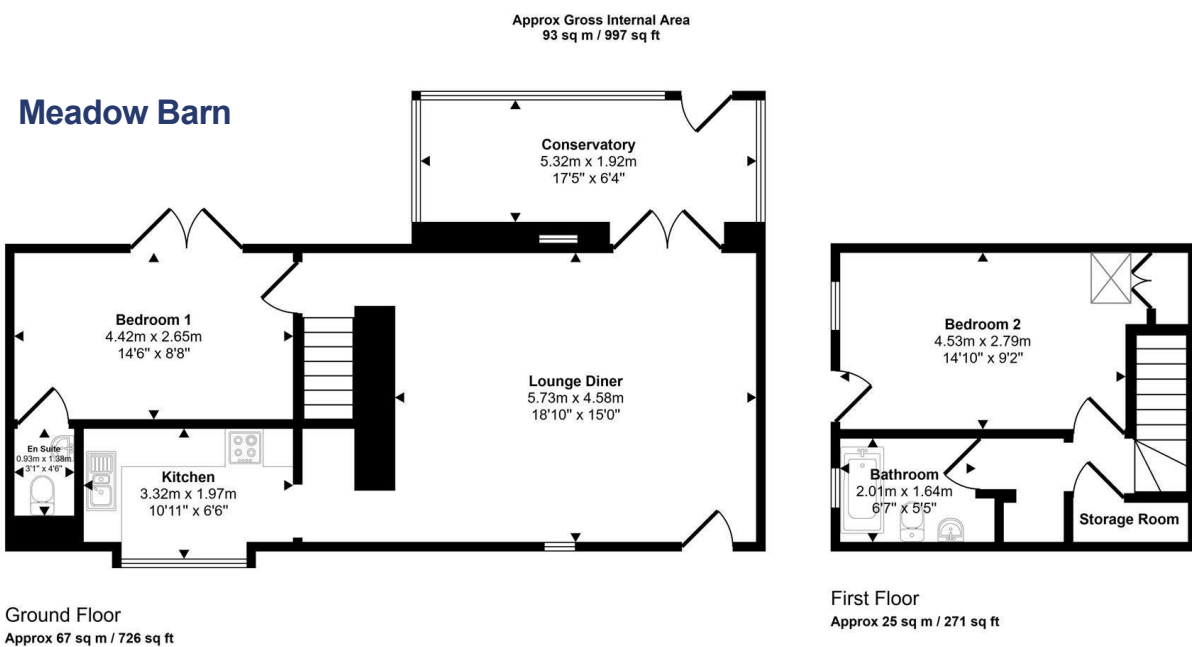 Approx Gross Internal Area
93 sq m / 997 sq ft
Meadow Barn
Conservatory
5.32m x 1.92m
17'5" x 6'4"
Bedroom 1
4.42m x 2.65m
14'6" x 8'8"
Lounge Diner
5.73m x 4.58m
18'10" x 15'0"
En Suite
0.93m x 1.38m
3'1" x 4'6"
Kitchen
3.32m x 1.97m
10'11" x 6'6"
Bedroom 2
4.53m x 2.79m
14'10" x 9'2"
Bathroom
2.01m x 1.64m
6'7" x 5'5"
Storage Room
Ground Floor
Approx 67 sq m / 726 sq ft
First Floor
Approx 25 sq m / 271 sq ft